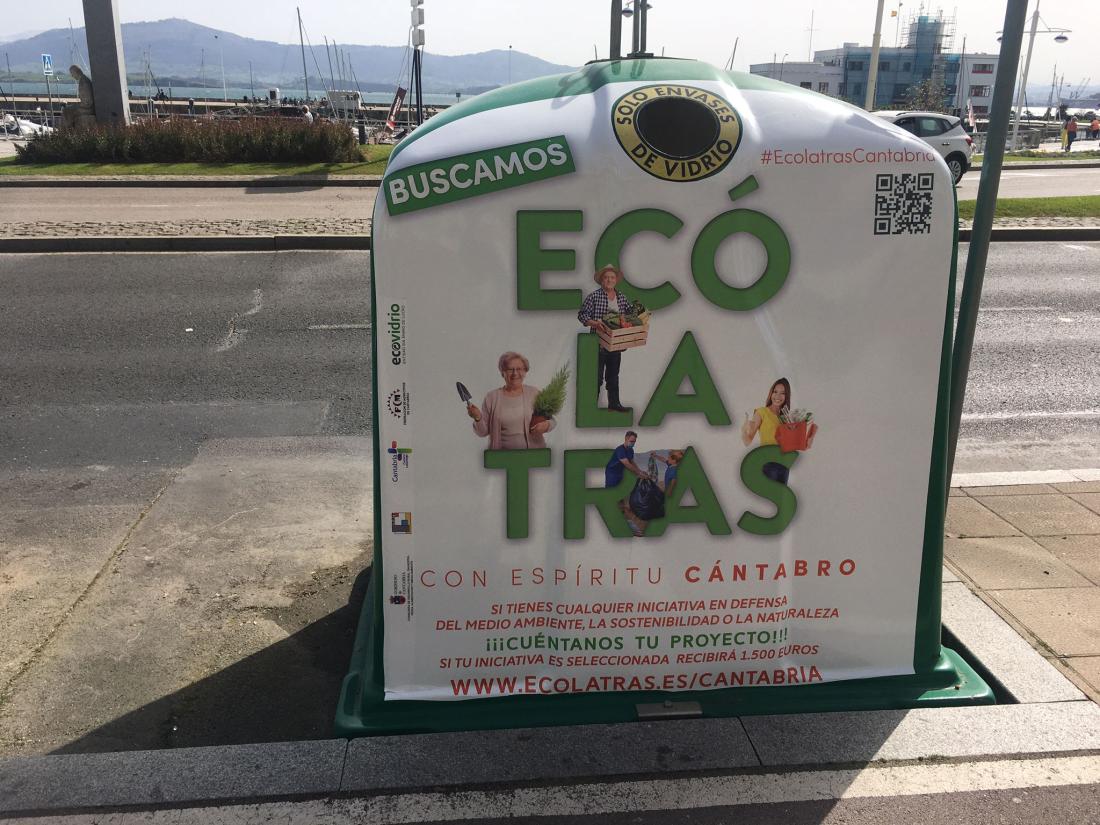 SOLO ENVASES
DE VIDRIO
BUSCAMOS
#EcolatrasCantabria
ECÓ
LA
TRAS
ecovidrio
FCM
Cantabria
CON ESPÍRITU CÁNTABRO
SI TIENES CUALQUIER INICIATIVA EN DEFENSA
DEL MEDIO AMBIENTE, LA SOSTENIBILIDAD O LA NATURALEZA
¡¡¡CUÉNTANOS TU PROYECTO!!!
SI TU INICIATIVA ES SELECCIONADA RECIBIRÁ 1.500 EUROS
WWW.ECOLATRAS.ES/CANTABRIA